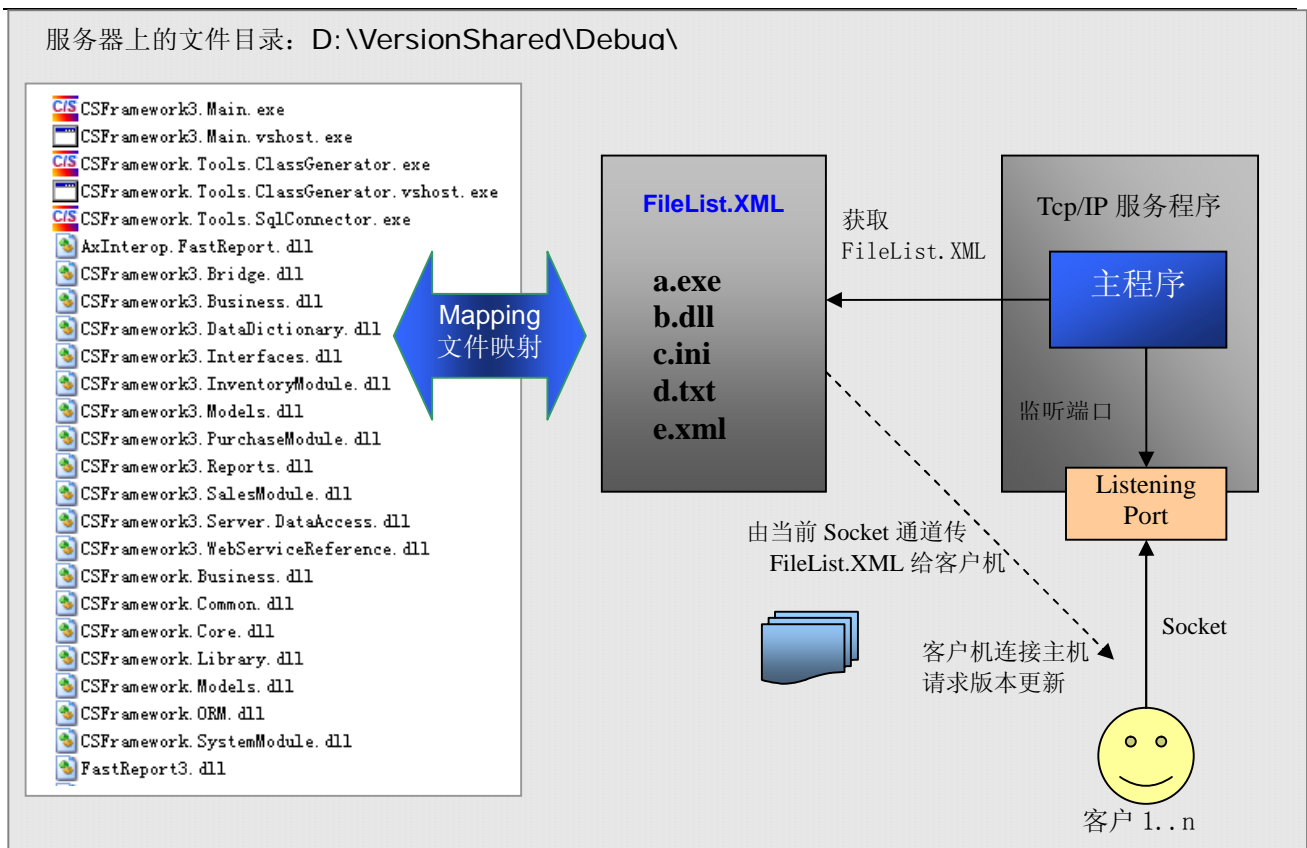 服务器上的文件目录：D:\VersionShared\Debug\
CSFramework3.Main.exe
CSFramework3.Main.vshost.exe
CSFramework.Tools.ClassGenerator.exe
CSFramework.Tools.ClassGenerator.vshost.exe
CSFramework.Tools.SqlConnector.exe
AxInterop.FastReport.dll
CSFramework3.Bridge.dll
CSFramework3.Business.dll
CSFramework3.DataDictionary.dll
CSFramework3.Interfaces.dll
CSFramework3.InventoryModule.dll
CSFramework3.Models.dll
CSFramework3.PurchaseModule.dll
CSFramework3.Reports.dll
CSFramework3.SalesModule.dll
CSFramework3.Server.DataAccess.dll
CSFramework3.WebServiceReference.dll
CSFramework.Business.dll
CSFramework.Common.dll
CSFramework.Core.dll
CSFramework.Library.dll
CSFramework.Models.dll
CSFramework.ORM.dll
CSFramework.SystemModule.dll
FastReport3.dll
Mapping
文件映射
FileList.XML
a.exe
b.dll
c.ini
d.txt
e.xml
获取
FileList.XML
Tcp/IP 服务程序
主程序
监听端口
Listening
Port
由当前 Socket 通道传
FileList.XML 给客户机
Socket
客户机连接主机
请求版本更新
客户 1..n